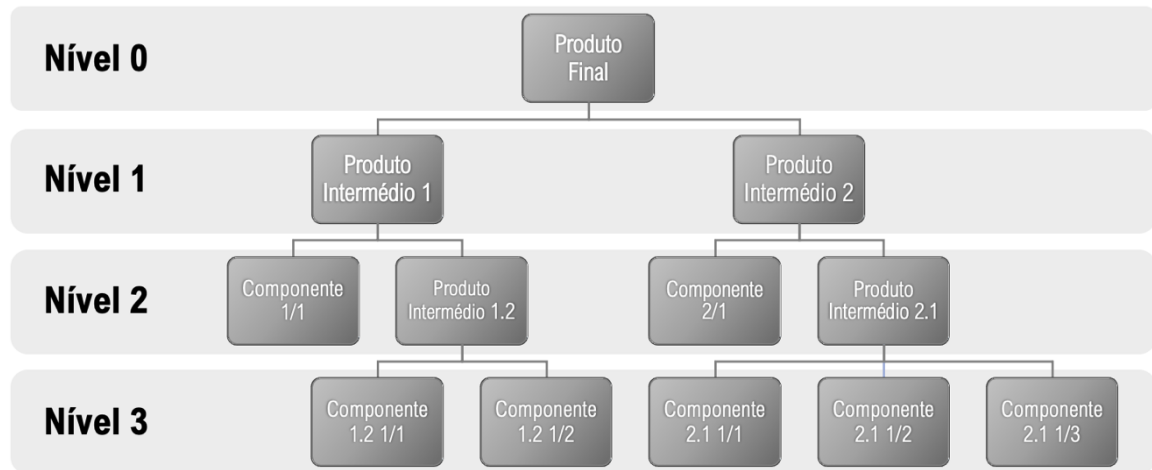 Nível 0
Produto
Final
Nível 1
Produto
Intermédio 1
Produto
Intermédio 2
Nível 2
Componente
1/1
Produto
Intermédio 1.2
Componente
2/1
Produto
Intermédio 2.1
Nível 3
Componente
1.2 1/1
Componente
1.2 1/2
Componente
2.1 1/1
Componente
2.1 1/2
Componente
2.1 1/3